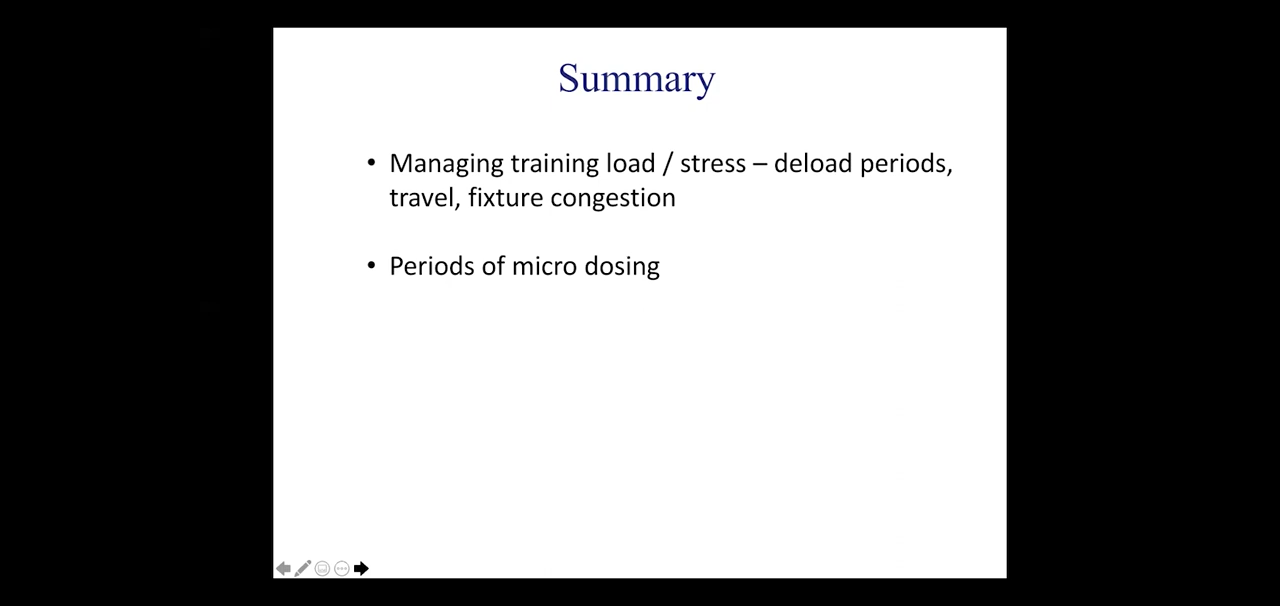 Summary
• Managing training load / stress – deload periods,
travel, fixture congestion
• Periods of micro dosing